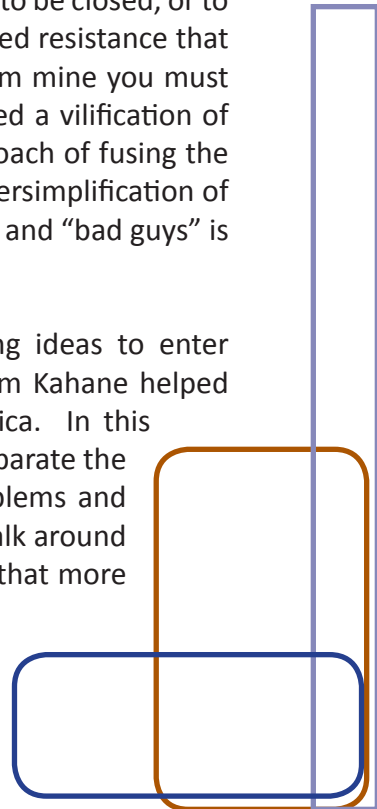 to be closed, or to
ed resistance that
m mine you must
ed a vilification of
oach of fusing the
ersimplification of
and “bad guys” is
ng ideas to enter
m Kahane helped
ica. In this
parate the
blems and
alk around
that more